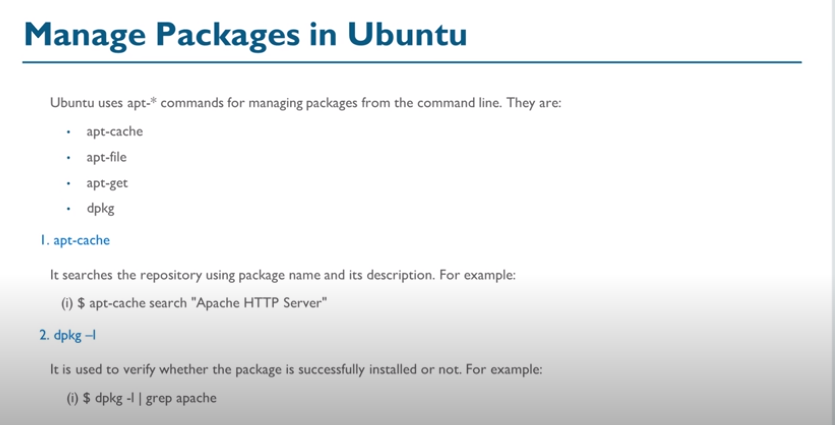 Manage Packages in Ubuntu
Ubuntu uses apt-* commands for managing packages from the command line. They are:
• apt-cache
• apt-file
• apt-get
• dpkg
1. apt-cache
It searches the repository using package name and its description. For example:
(i) $ apt-cache search "Apache HTTP Server"
2. dpkg –l
It is used to verify whether the package is successfully installed or not. For example:
(i) $ dpkg -l | grep apache